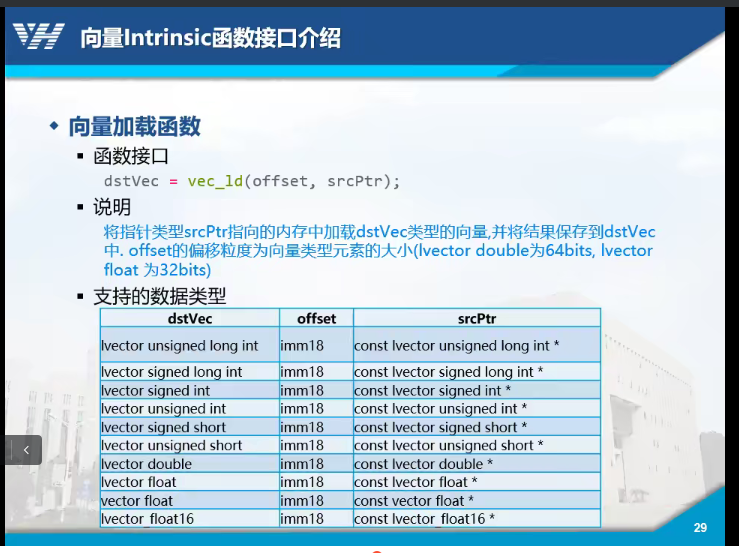 向量Intrinsic函数接口介绍
向量加载函数
函数接口
dstVec = vec_ld(offset, srcPtr);
说明
将指针类型srcPtr指向的内存中加载dstVec类型的向量,并将结果保存到dstVec
中. offset的偏移粒度为向量类型元素的大小(lvector double为64bits, lvector
float 为32bits)
支持的数据类型
dstVec offset srcPtr
lvector unsigned long int imm18 const lvector unsigned long int *
lvector signed long int imm18 const lvector signed long int *
lvector signed int imm18 const lvector signed int *
lvector unsigned int imm18 const lvector unsigned int *
lvector signed short imm18 const lvector signed short *
lvector unsigned short imm18 const lvector unsigned short *
lvector double imm18 const lvector double *
lvector float imm18 const lvector float *
vector float imm18 const vector float *
lvector_float16 imm18 const lvector_float16 *
29